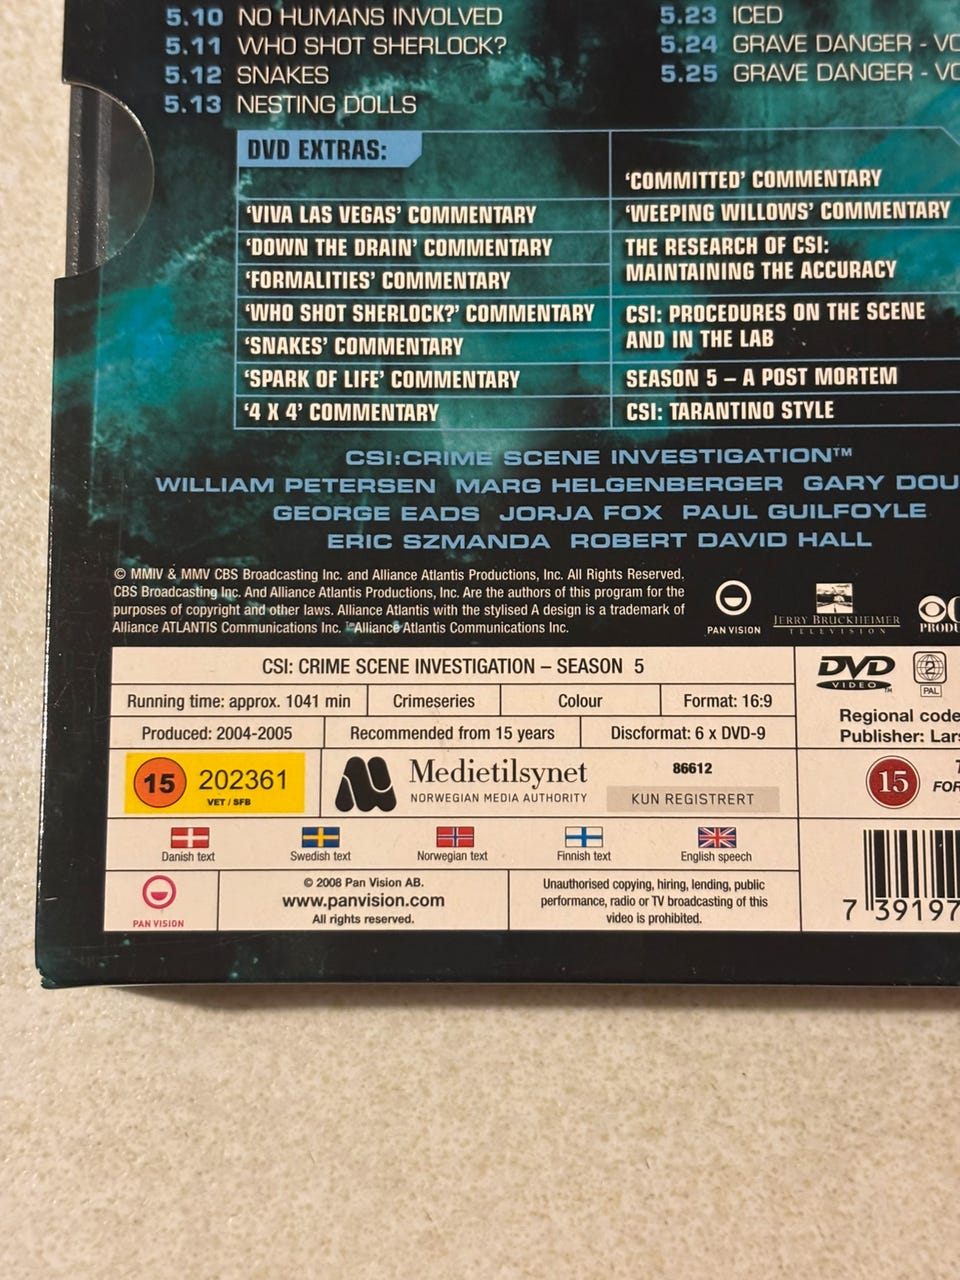 5.10 NO HUMANS INVOLVED
5.11 WHO SHOT SHERLOCK?
5.12 SNAKES
5.13 NESTING DOLLS
5.23 ICED
5.24 GRAVE DANGER -
5.25 GRAVE DANGER -
DVD EXTRAS:
'VIVA LAS VEGAS' COMMENTARY
'DOWN THE DRAIN' COMMENTARY
'FORMALITIES' COMMENTARY
'WHO SHOT SHERLOCK?' COMMENTARY
'SNAKES' COMMENTARY
'SPARK OF LIFE' COMMENTARY
'4 X 4' COMMENTARY
'COMMITTED' COMMENTARY
'WEEPING WILLOWS' COMMENTARY
THE RESEARCH OF CSI:
MAINTAINING THE ACCURACY
CSI: PROCEDURES ON THE SCENE
AND IN THE LAB
SEASON 5 – A POST MORTEM
CSI: TARANTINO STYLE
CSI:CRIME SCENE INVESTIGATION™
WILLIAM PETERSEN MARG HELGENBERGER GARY DOU
GEORGE EADS JORJA FOX PAUL GUILFOYLE
ERIC SZMANDA ROBERT DAVID HALL
© MMIV & MMV CBS Broadcasting Inc. and Alliance Atlantis Productions, Inc. All Rights Reserved.
CBS Broadcasting Inc. And Alliance Atlantis Productions, Inc. Are the authors of this program for the
purposes of copyright and other laws. Alliance Atlantis with the stylised A design is a trademark of
Alliance ATLANTIS Communications Inc. ™Alliance Atlantis Communications Inc.
PAN VISION
JERRY BRUCKHEIMER
TELEVISION
PRODU
CSI: CRIME SCENE INVESTIGATION – SEASON 5
Running time: approx. 1041 min Crimeseries Colour Format: 16:9
Produced: 2004-2005 Recommended from 15 years Discformat: 6 x DVD-9
15 202361
VET / SFB
Medietilsynet
NORWEGIAN MEDIA AUTHORITY
86612
KUN REGISTRERT
Danish text Swedish text Norwegian text Finnish text English speech
PAN VISION
© 2008 Pan Vision AB.
www.panvision.com
All rights reserved.
Unauthorised copying, hiring, lending, public
performance, radio or TV broadcasting of this
video is prohibited.
DVD
VIDEO™
2
PAL
Regional code
Publisher: Lars
15
FOR
7 39197